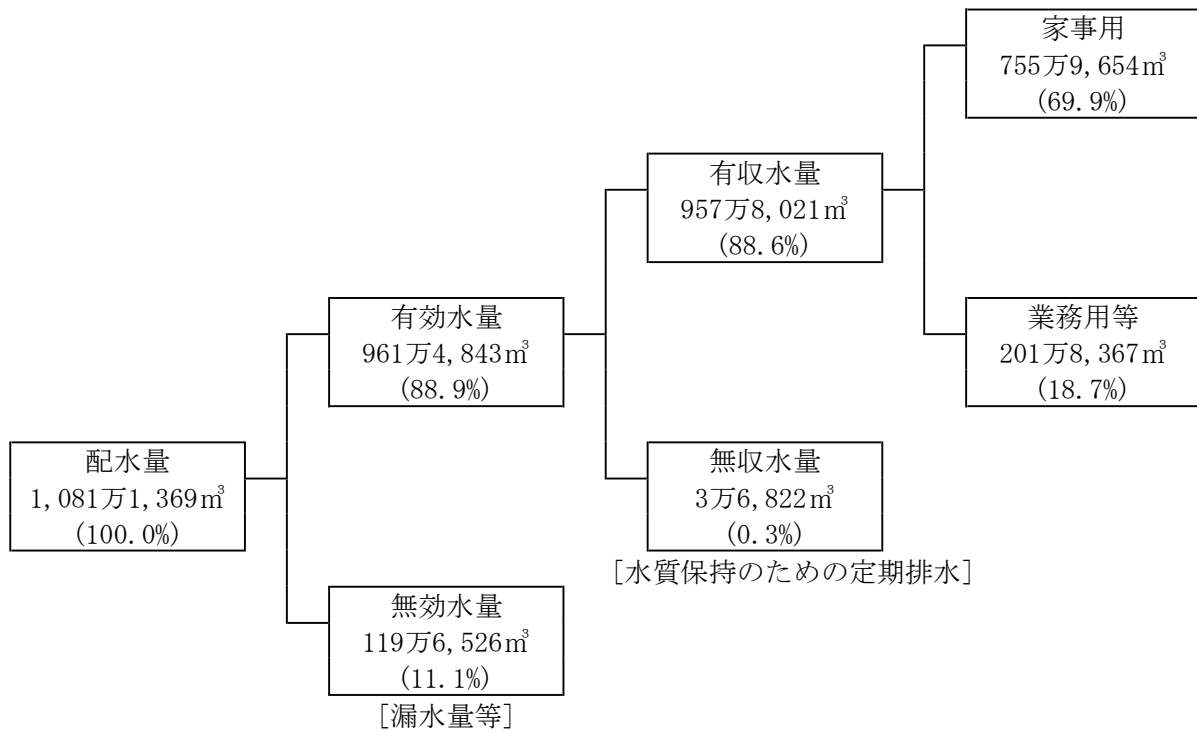 家事用
755万9,654㎥
(69.9%)
有収水量
957万8,021㎥
(88.6%)
有効水量
961万4,843㎥
(88.9%)
業務用等
201万8,367㎥
(18.7%)
配水量
1,081万1,369㎥
(100.0%)
無収水量
3万6,822㎥
(0.3%)
[水質保持のための定期排水]
無効水量
119万6,526㎥
(11.1%)
[漏水量等]